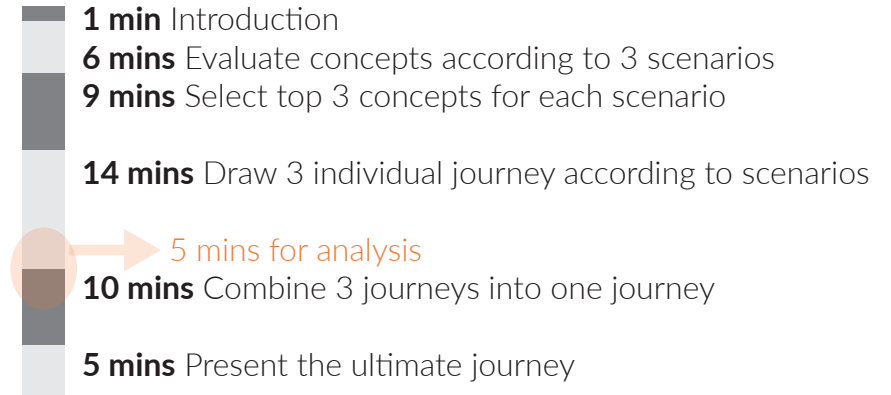 1 min Introduction
6 mins Evaluate concepts according to 3 scenarios
9 mins Select top 3 concepts for each scenario
14 mins Draw 3 individual journey according to scenarios
5 mins for analysis
10 mins Combine 3 journeys into one journey
5 mins Present the ultimate journey